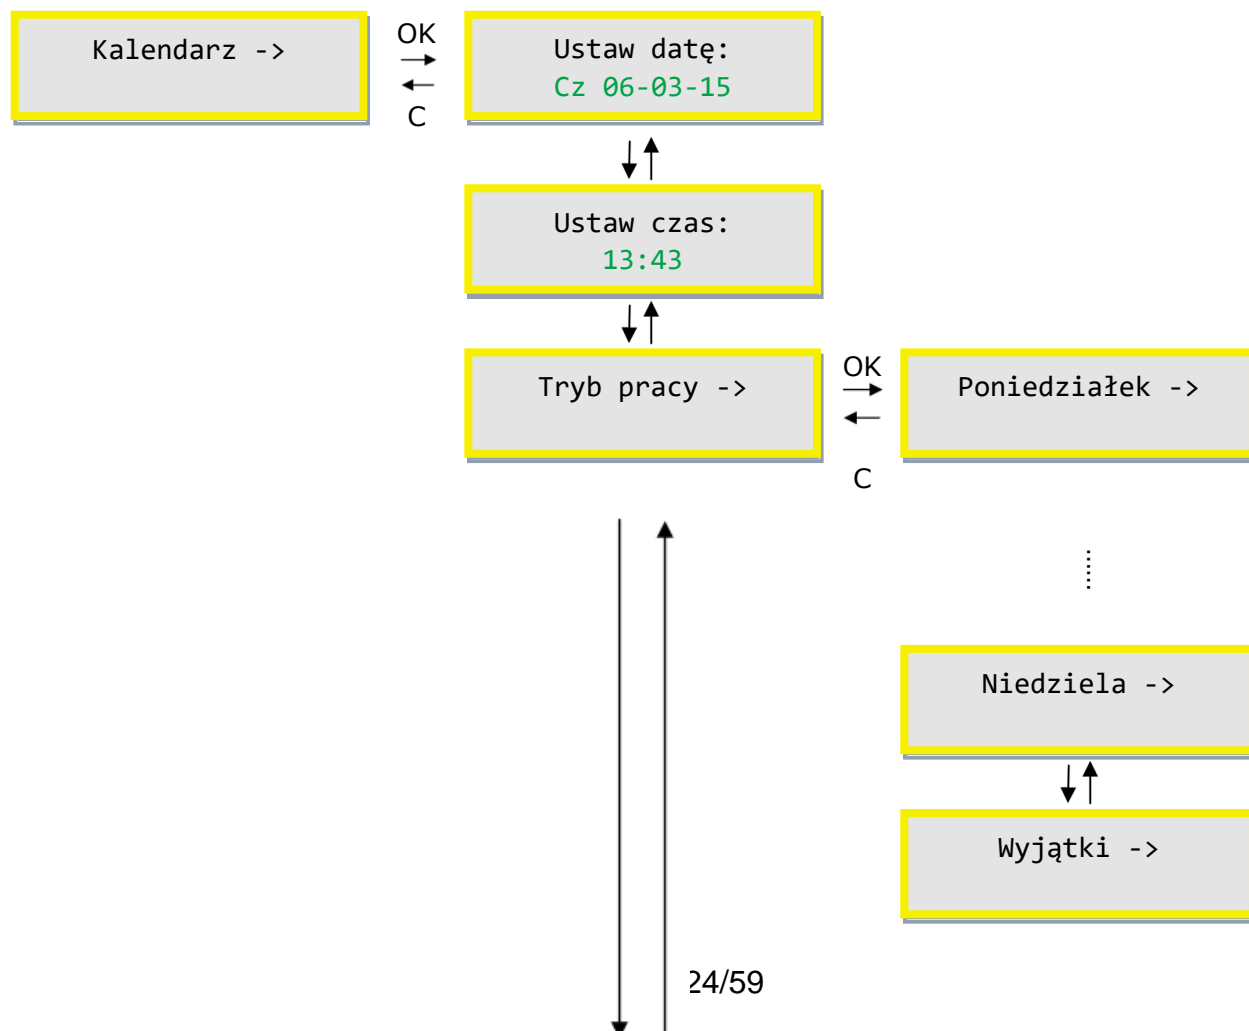 Kalendarz ->
OK
C
Ustaw datę:
Cz 06-03-15
Ustaw czas:
13:43
Tryb pracy ->
OK
C
Poniedziałek ->
Niedziela ->
Wyjątki ->
24/59